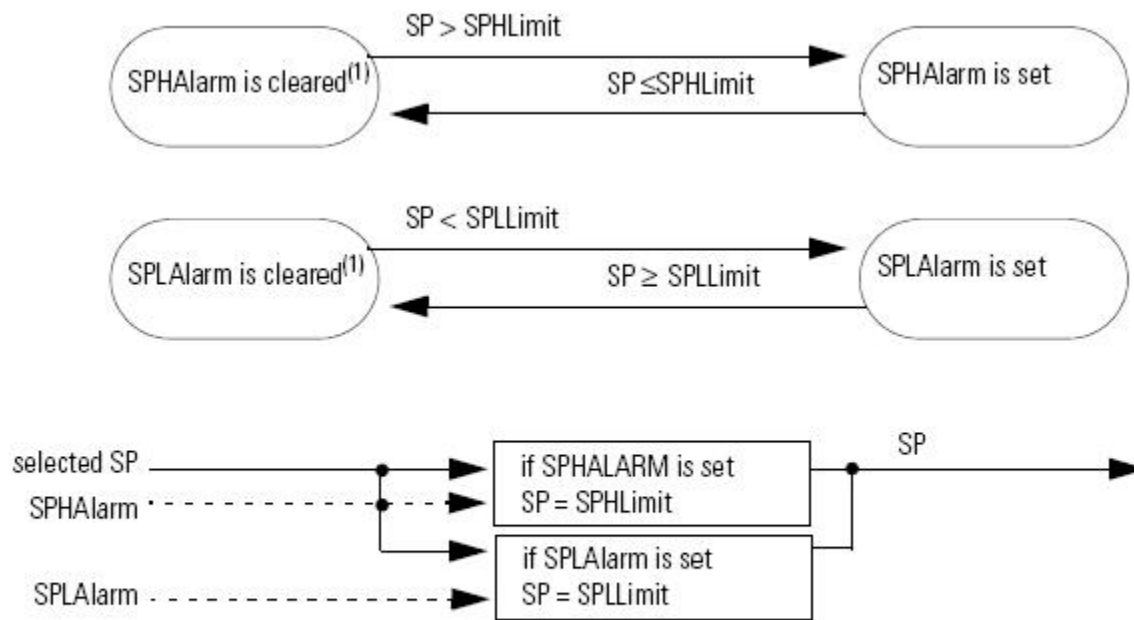 SP > SPHLimit
SPHAlarm is cleared(1)
SP ≤SPHLimit
SPHAlarm is set
SP < SPLLimit
SPLAlarm is cleared(1)
SP ≥ SPLLimit
SPLAlarm is set
selected SP
SPHAlarm
SPLAlarm
if SPHALARM is set
SP = SPHLimit
if SPLAlarm is set
SP = SPLLimit
SP